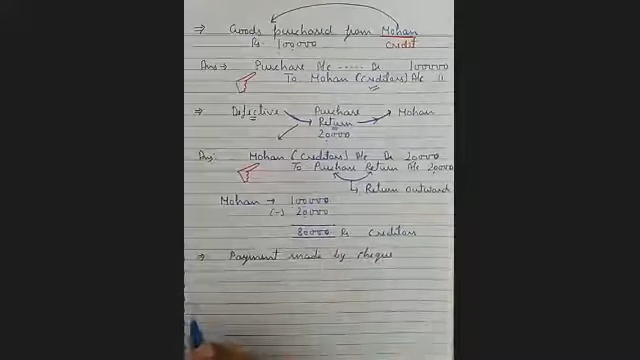 ⇒ Goods purchased from Mohan
Rs. 100000 credit
Ans → Purchase A/c ..... Dr 100000
To Mohan (creditors) A/c 11
⇒ Defective Purchase Return → Mohan
20000
Ans: Mohan (Creditors) A/c Dr 20000
To Purchase Return A/c 20000
↳ Return outward
Mohan → 100000
(-) 20000
80000 Rs Creditors
⇒ Payment made by cheque